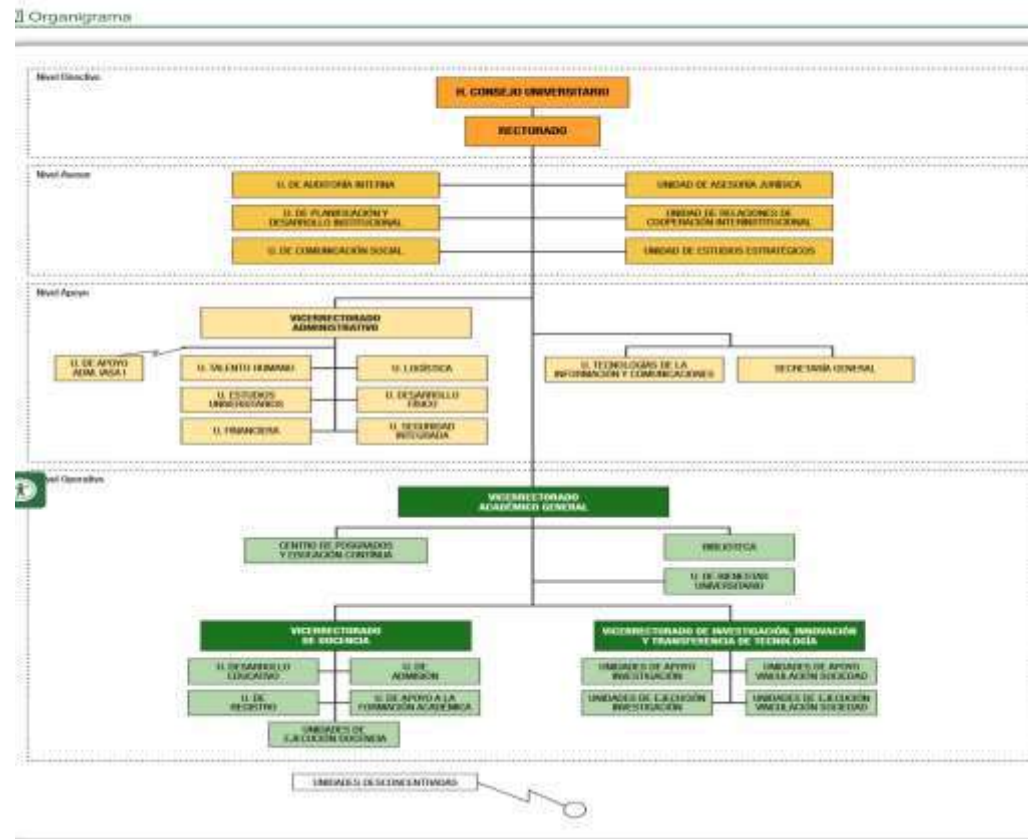 Organigrama
Nivel Directivo
H. CONSEJO UNIVERSITARIO
RECTORADO
Nivel Asesor
U. DE AUDITORÍA INTERNA
UNIDAD DE ASESORÍA JURÍDICA
U. DE PLANIFICACIÓN Y
DESARROLLO INSTITUCIONAL
UNIDAD DE RELACIONES DE
COOPERACIÓN INTERINSTITUCIONAL
U. DE COMUNICACIÓN SOCIAL
UNIDAD DE ESTUDIOS ESTRATÉGICOS
Nivel Apoyo
VICERRECTORADO
ADMINISTRATIVO
U. DE APOYO
ADM. IASA I
U. TALENTO HUMANO
U. LOGÍSTICA
U. TECNOLOGÍAS DE LA
INFORMACIÓN Y COMUNICACIONES
SECRETARÍA GENERAL
U. ESTUDIOS
UNIVERSITARIOS
U. DESARROLLO
FÍSICO
U. FINANCIERA
U. SEGURIDAD
INTEGRADA
Nivel Operativo
VICERRECTORADO
ACADÉMICO GENERAL
CENTRO DE POSGRADOS
Y EDUCACIÓN CONTINUA
BIBLIOTECA
U. DE BIENESTAR
UNIVERSITARIO
VICERRECTORADO
DE DOCENCIA
VICERRECTORADO DE INVESTIGACIÓN, INNOVACIÓN
Y TRANSFERENCIA DE TECNOLOGÍA
U. DESARROLLO
EDUCATIVO
U. DE
ADMISIÓN
UNIDADES DE APOYO
INVESTIGACIÓN
UNIDADES DE APOYO
VINCULACIÓN SOCIEDAD
U. DE
REGISTRO
U. DE APOYO A LA
FORMACIÓN ACADÉMICA
UNIDADES DE EJECUCIÓN
INVESTIGACIÓN
UNIDADES DE EJECUCIÓN
VINCULACIÓN SOCIEDAD
UNIDADES DE
EJECUCIÓN DOCENCIA
UNIDADES DESCONCENTRADAS